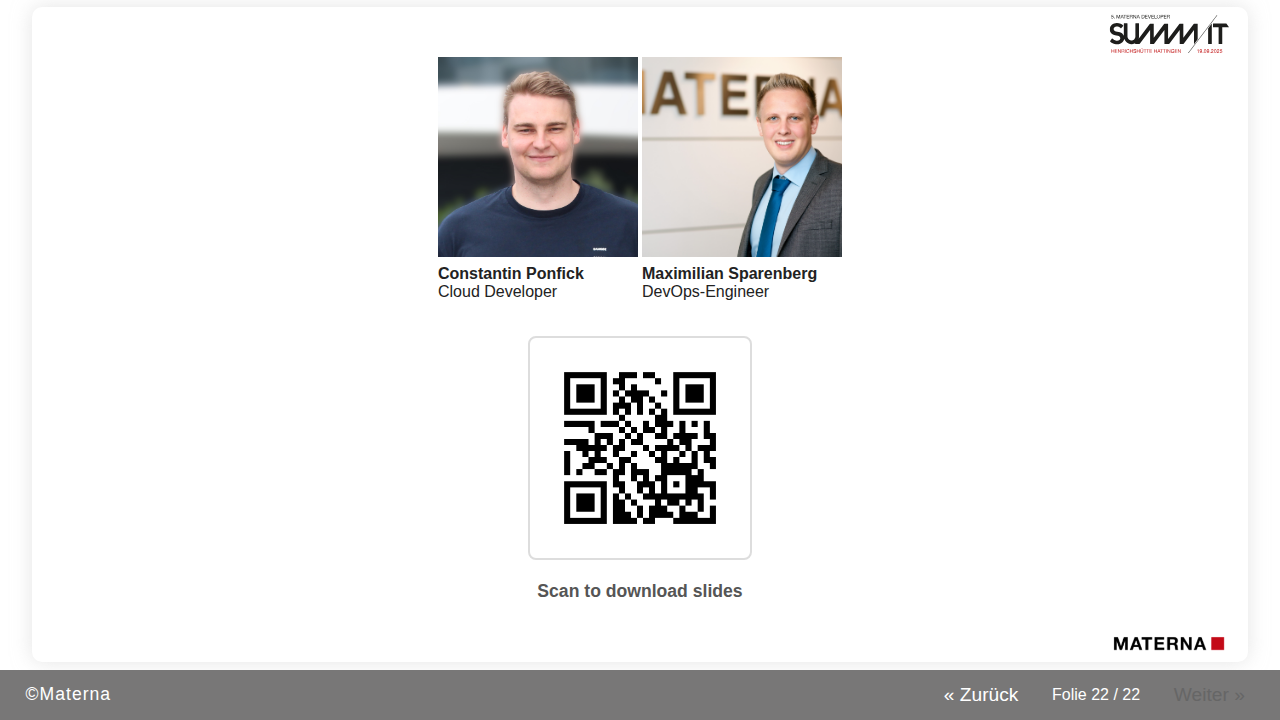 5. MATERNA DEVELOPER
SUMMIT
HENRICHSHÜTTE HATTINGEN 19.09.2025
MATERNA
Constantin Ponfick
Cloud Developer
Maximilian Sparenberg
DevOps-Engineer
Scan to download slides
MATERNA
©Materna
« Zurück
Folie 22 / 22
Weiter »